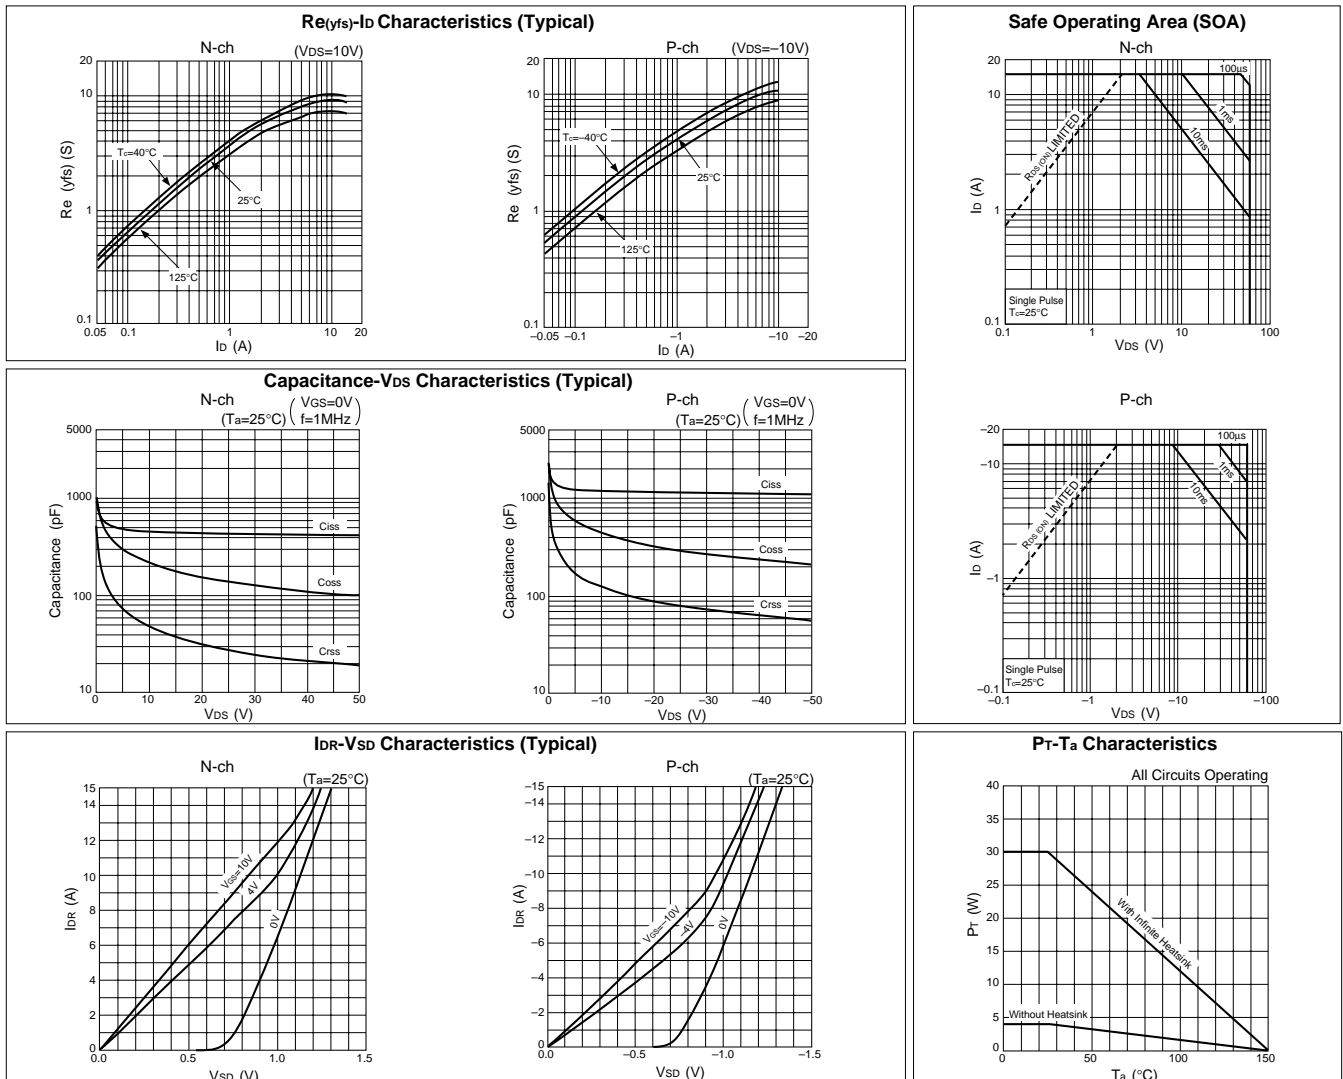 Re(yfs)-ID Characteristics (Typical)
N-ch
(VDS=10V)
20
10
1
0.1
Re (yfs) (S)
Tc=40°C
25°C
125°C
0.05 0.1 1 10 20
ID (A)
P-ch
(VDS=–10V)
20
10
1
0.1
Re (yfs) (S)
Tc=–40°C
25°C
125°C
–0.05 –0.1 –1 –10 –20
ID (A)
Safe Operating Area (SOA)
N-ch
20
10
1
0.1
ID (A)
RDS (ON) LIMITED
100µs
1ms
10ms
Single Pulse
Tc=25°C
0.1 1 10 100
VDS (V)
P-ch
–20
–10
–1
–0.1
ID (A)
RDS (ON) LIMITED
100µs
1ms
10ms
Single Pulse
Tc=25°C
–0.1 –1 –10 –100
VDS (V)
Capacitance-VDS Characteristics (Typical)
N-ch
(Ta=25°C) (VGS=0V
f=1MHz)
5000
1000
100
10
Capacitance (pF)
Ciss
Coss
Crss
0 10 20 30 40 50
VDS (V)
P-ch
(Ta=25°C) (VGS=0V
f=1MHz)
5000
1000
100
10
Capacitance (pF)
Ciss
Coss
Crss
0 –10 –20 –30 –40 –50
VDS (V)
IDR-VSD Characteristics (Typical)
N-ch
(Ta=25°C)
15
14
12
10
8
6
4
2
0
IDR (A)
VGS=10V
4V
0V
0.0 0.5 1.0 1.5
VSD (V)
P-ch
(Ta=25°C)
–15
–14
–12
–10
–8
–6
–4
–2
0
IDR (A)
VGS=–10V
–4V
0V
0.0 –0.5 –1.0 –1.5
VSD (V)
PT-Ta Characteristics
All Circuits Operating
40
35
30
25
20
15
10
5
0
PT (W)
With Infinite Heatsink
Without Heatsink
0 50 100 150
Ta (°C)